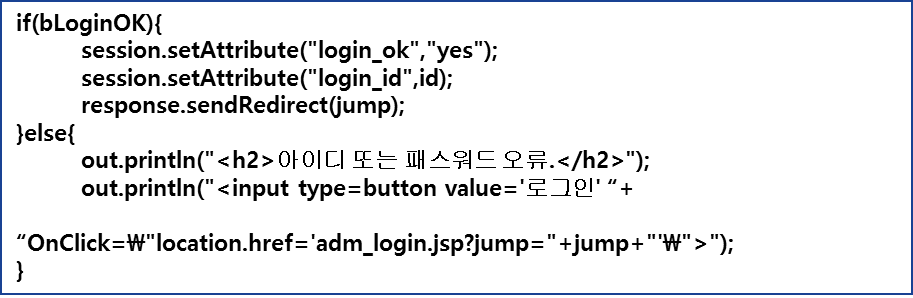 if(bLoginOK){
session.setAttribute("login_ok","yes");
session.setAttribute("login_id",id);
response.sendRedirect(jump);
}else{
out.println("<h2>아이디 또는 패스워드 오류.</h2>");
out.println("<input type=button value='로그인' “+
“OnClick=₩"location.href='adm_login.jsp?jump="+jump+"'₩">");
}